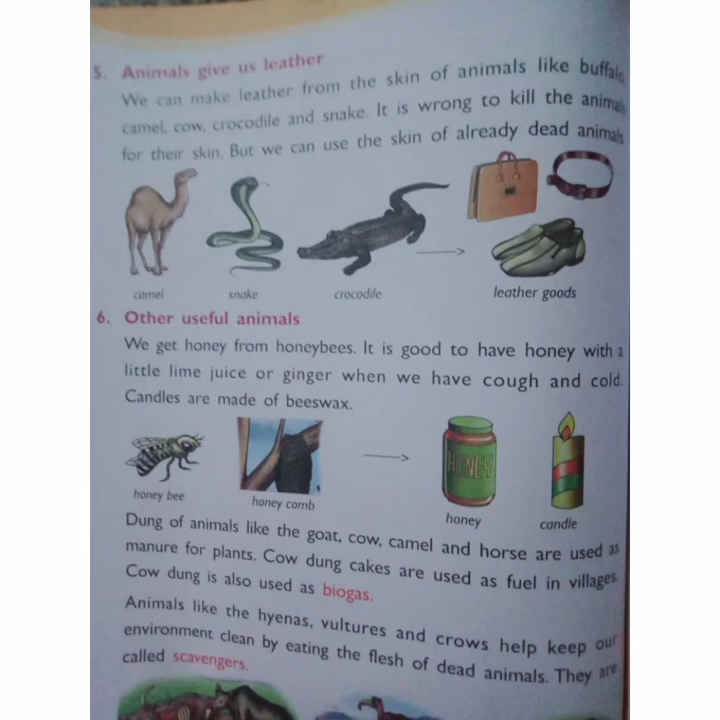 5. Animals give us leather
We can make leather from the skin of animals like buffalo,
camel, cow, crocodile and snake. It is wrong to kill the animals
for their skin. But we can use the skin of already dead animals
camel snake crocodile leather goods
6. Other useful animals
We get honey from honeybees. It is good to have honey with a
little lime juice or ginger when we have cough and cold.
Candles are made of beeswax.
HONEY
honey bee honey comb honey candle
Dung of animals like the goat, cow, camel and horse are used as
manure for plants. Cow dung cakes are used as fuel in villages.
Cow dung is also used as biogas.
Animals like the hyenas, vultures and crows help keep our
environment clean by eating the flesh of dead animals. They are
called scavengers.